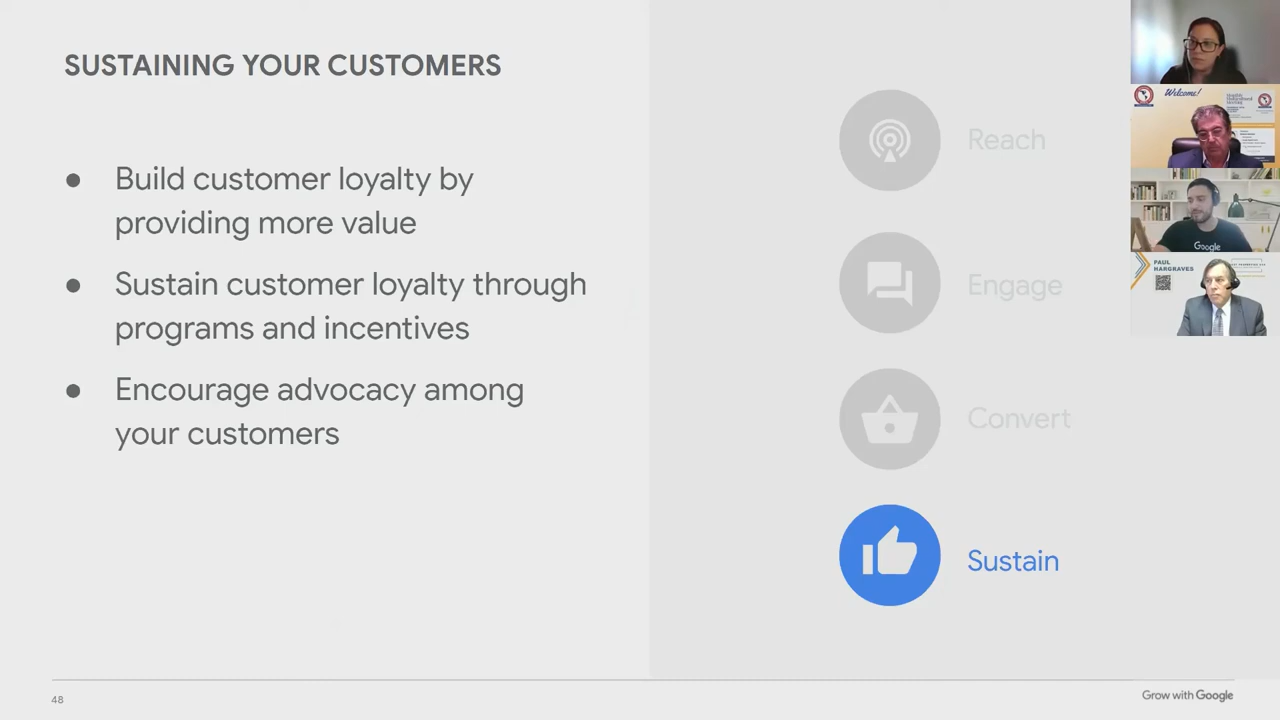 SUSTAINING YOUR CUSTOMERS
● Build customer loyalty by
providing more value
● Sustain customer loyalty through
programs and incentives
● Encourage advocacy among
your customers
Reach
Engage
Convert
Sustain
Welcome!
Google
PAUL
HARGRAVES
48
Grow with Google